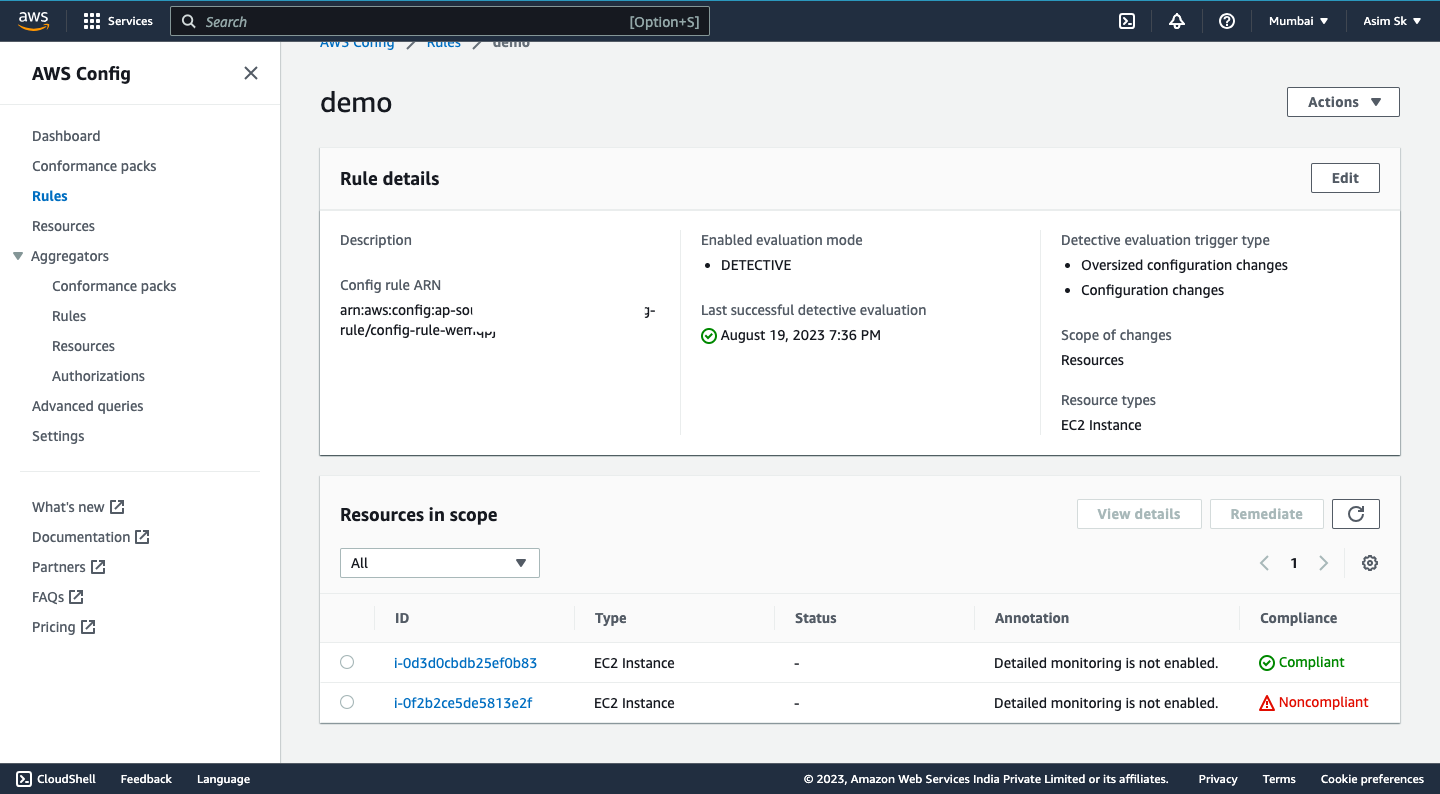 aws
Services
Search
[Option+S]
Mumbai
Asim Sk
AWS Config
Rules
demo
AWS Config
Dashboard
Conformance packs
Rules
Resources
Aggregators
Conformance packs
Rules
Resources
Authorizations
Advanced queries
Settings
What's new
Documentation
Partners
FAQs
Pricing
demo
Actions
Rule details
Edit
Description
Config rule ARN
arn:aws:config:ap-sou
g-
Enabled evaluation mode
DETECTIVE
Last successful detective evaluation
August 19, 2023 7:36 PM
Detective evaluation trigger type
Oversized configuration changes
Configuration changes
Scope of changes
Resources
Resource types
EC2 Instance
Resources in scope
View details
Remediate
All
1
ID Type Status Annotation Compliance
i-0d3d0cbdb25ef0b83 EC2 Instance - Detailed monitoring is not enabled. Compliant
i-0f2b2ce5de5813e2f EC2 Instance - Detailed monitoring is not enabled. Noncompliant
CloudShell
Feedback
Language
© 2023, Amazon Web Services India Private Limited or its affiliates.
Privacy
Terms
Cookie preferences